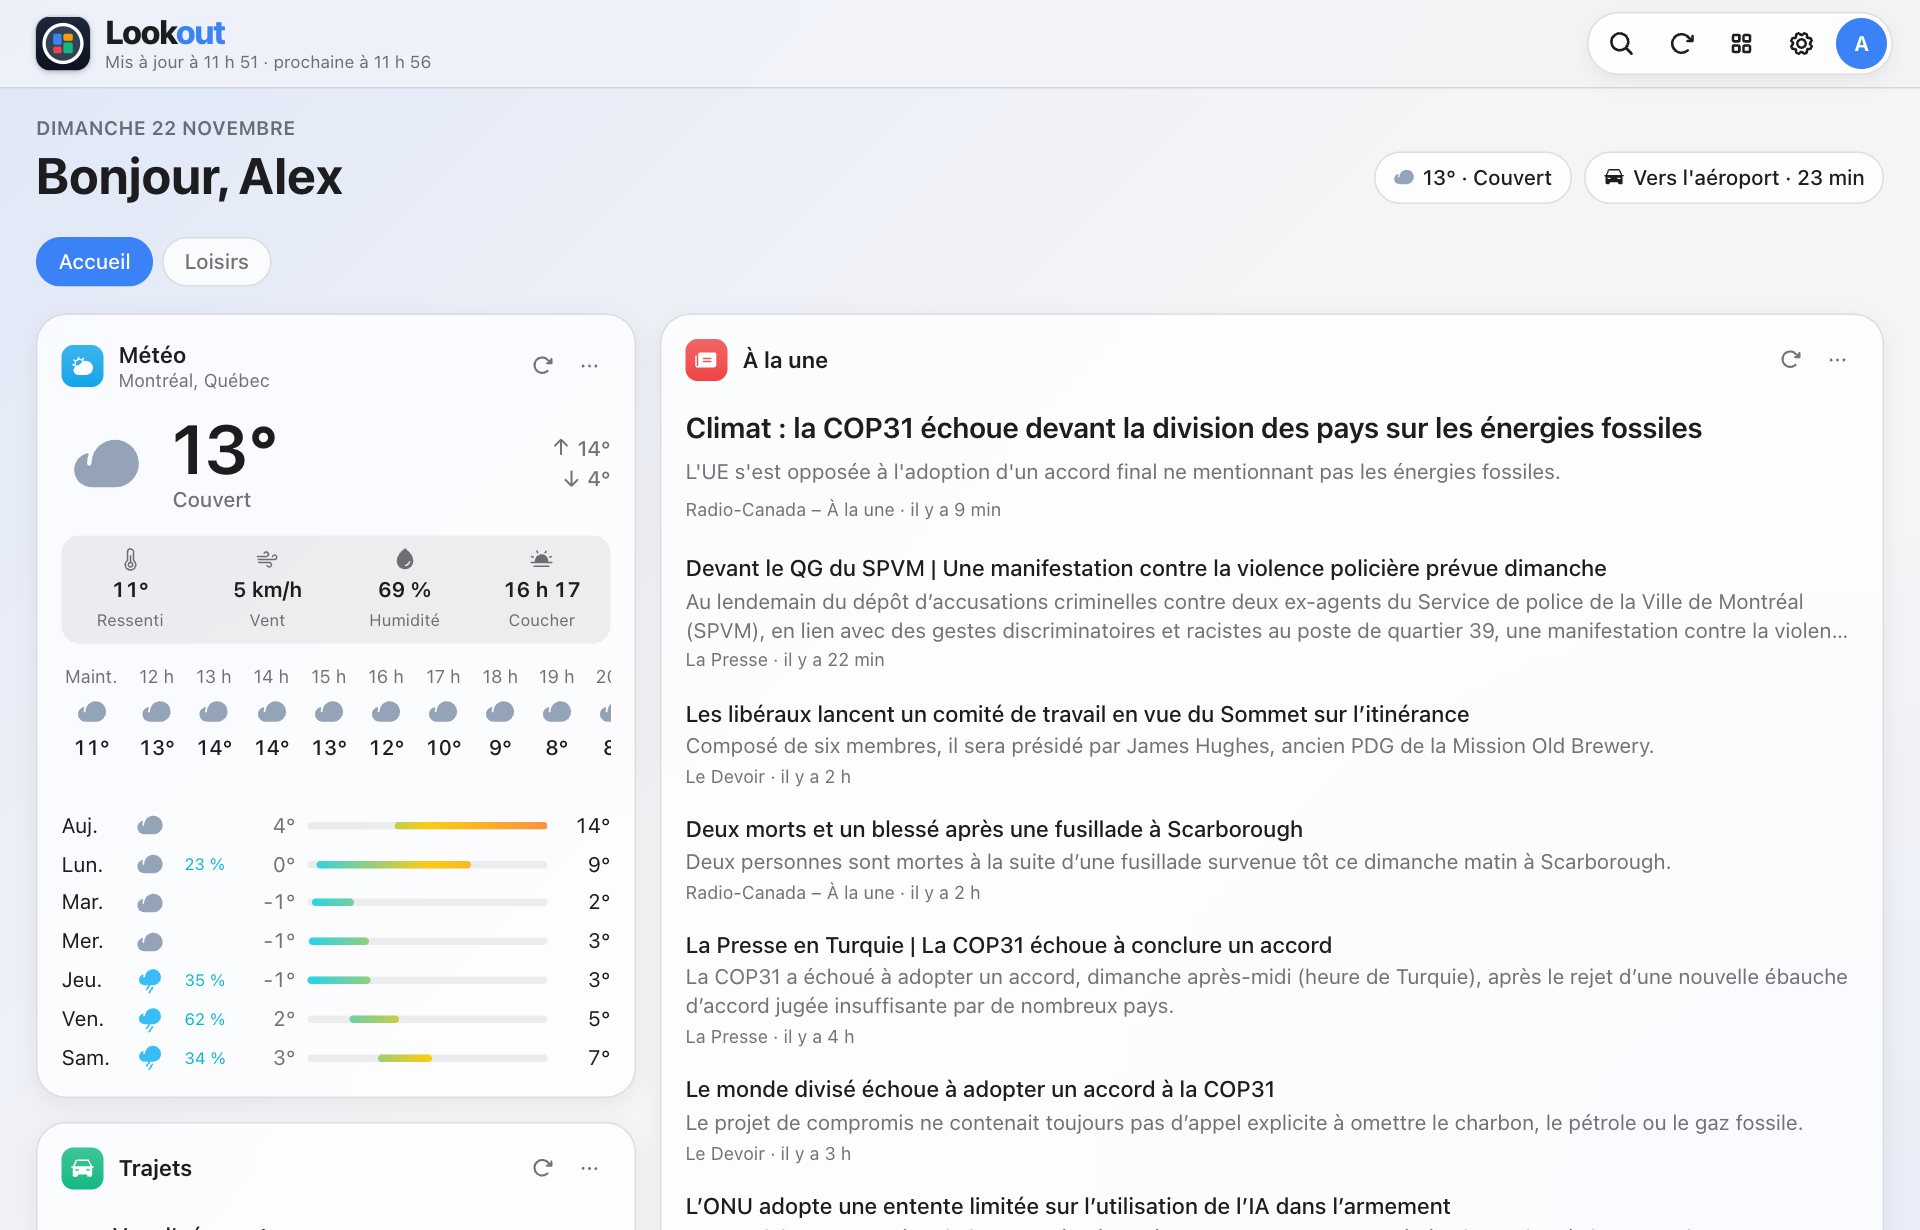 Lookout
Mis à jour à 11 h 51 · prochaine à 11 h 56
A
DIMANCHE 22 NOVEMBRE
Bonjour, Alex
13° · Couvert
Vers l'aéroport · 23 min
Accueil
Loisirs
Météo
Montréal, Québec
13°
Couvert
↑ 14°
↓ 4°
11° 5 km/h 69 % 16 h 17
Ressenti Vent Humidité Coucher
Maint. 12 h 13 h 14 h 15 h 16 h 17 h 18 h 19 h
11° 13° 14° 14° 13° 12° 10° 9° 8°
Auj. 4° 14°
Lun. 23 % 0° 9°
Mar. -1° 2°
Mer. -1° 3°
Jeu. 35 % -1° 3°
Ven. 62 % 2° 5°
Sam. 34 % 3° 7°
Trajets
À la une
Climat : la COP31 échoue devant la division des pays sur les énergies fossiles
L'UE s'est opposée à l'adoption d'un accord final ne mentionnant pas les énergies fossiles.
Radio-Canada – À la une · il y a 9 min
Devant le QG du SPVM | Une manifestation contre la violence policière prévue dimanche
Au lendemain du dépôt d’accusations criminelles contre deux ex-agents du Service de police de la Ville de Montréal
(SPVM), en lien avec des gestes discriminatoires et racistes au poste de quartier 39, une manifestation contre la violen…
La Presse · il y a 22 min
Les libéraux lancent un comité de travail en vue du Sommet sur l’itinérance
Composé de six membres, il sera présidé par James Hughes, ancien PDG de la Mission Old Brewery.
Le Devoir · il y a 2 h
Deux morts et un blessé après une fusillade à Scarborough
Deux personnes sont mortes à la suite d’une fusillade survenue tôt ce dimanche matin à Scarborough.
Radio-Canada – À la une · il y a 2 h
La Presse en Turquie | La COP31 échoue à conclure un accord
La COP31 a échoué à adopter un accord, dimanche après-midi (heure de Turquie), après le rejet d’une nouvelle ébauche
d’accord jugée insuffisante par de nombreux pays.
La Presse · il y a 4 h
Le monde divisé échoue à adopter un accord à la COP31
Le projet de compromis ne contenait toujours pas d’appel explicite à omettre le charbon, le pétrole ou le gaz fossile.
Le Devoir · il y a 3 h
L’ONU adopte une entente limitée sur l’utilisation de l’IA dans l’armement